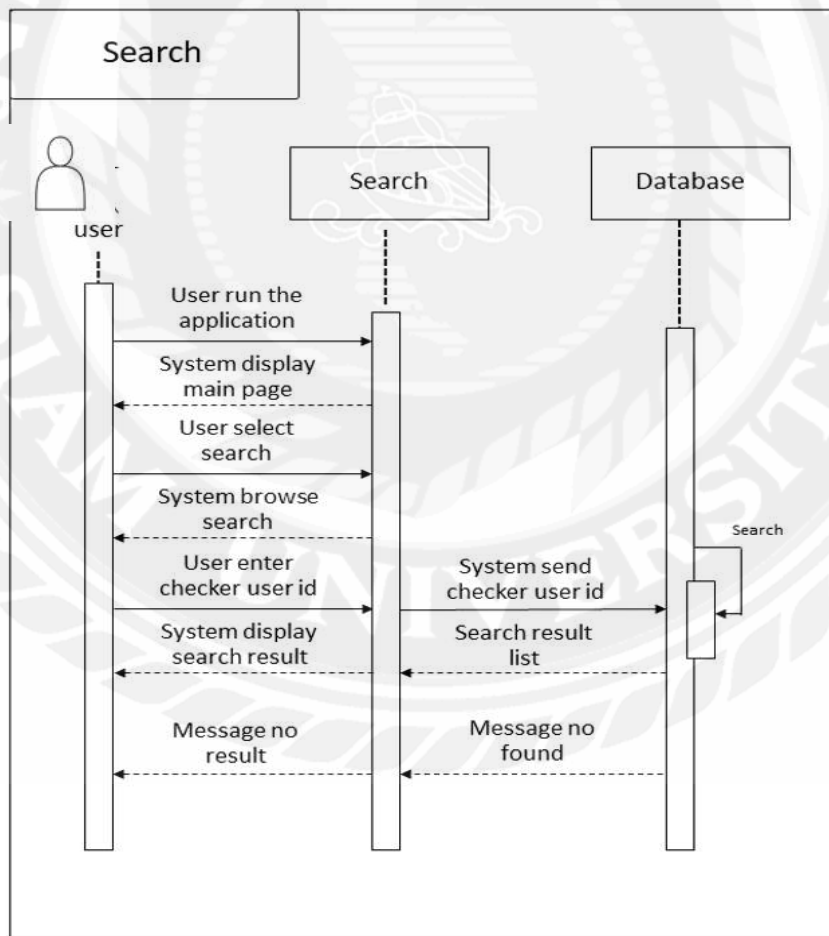 Search
Search
Database
user
User run the
application
System display
main page
User select
search
System browse
search
Search
User enter
checker user id
System send
checker user id
System display
search result
Search result
list
Message no
result
Message no
found
SIAM UNIVERSITY